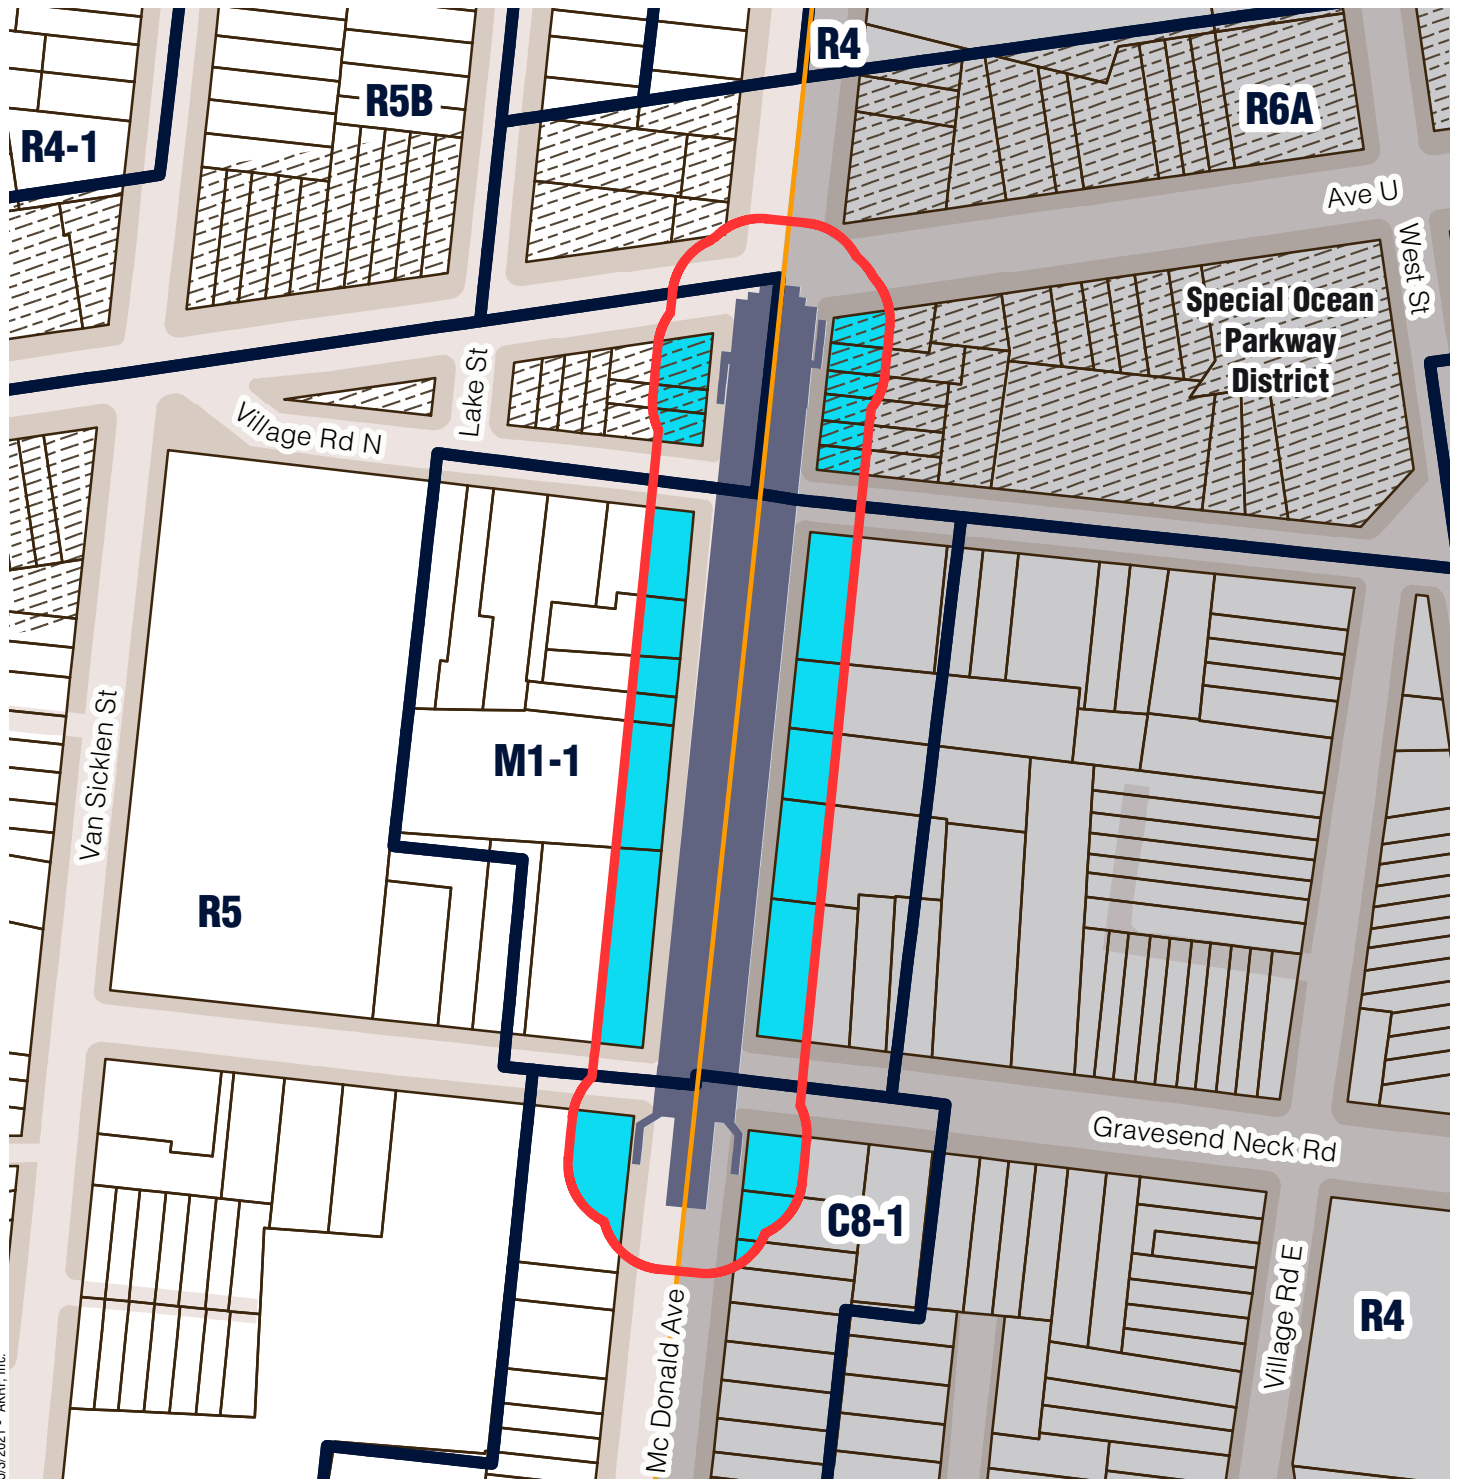 R4
R5B
R6A
R4-1
Ave U
West St
Special Ocean
Parkway
District
Lake St
Village Rd N
M1-1
Van Sicklen St
R5
Gravesend Neck Rd
C8-1
Village Rd E
R4
Mc Donald Ave